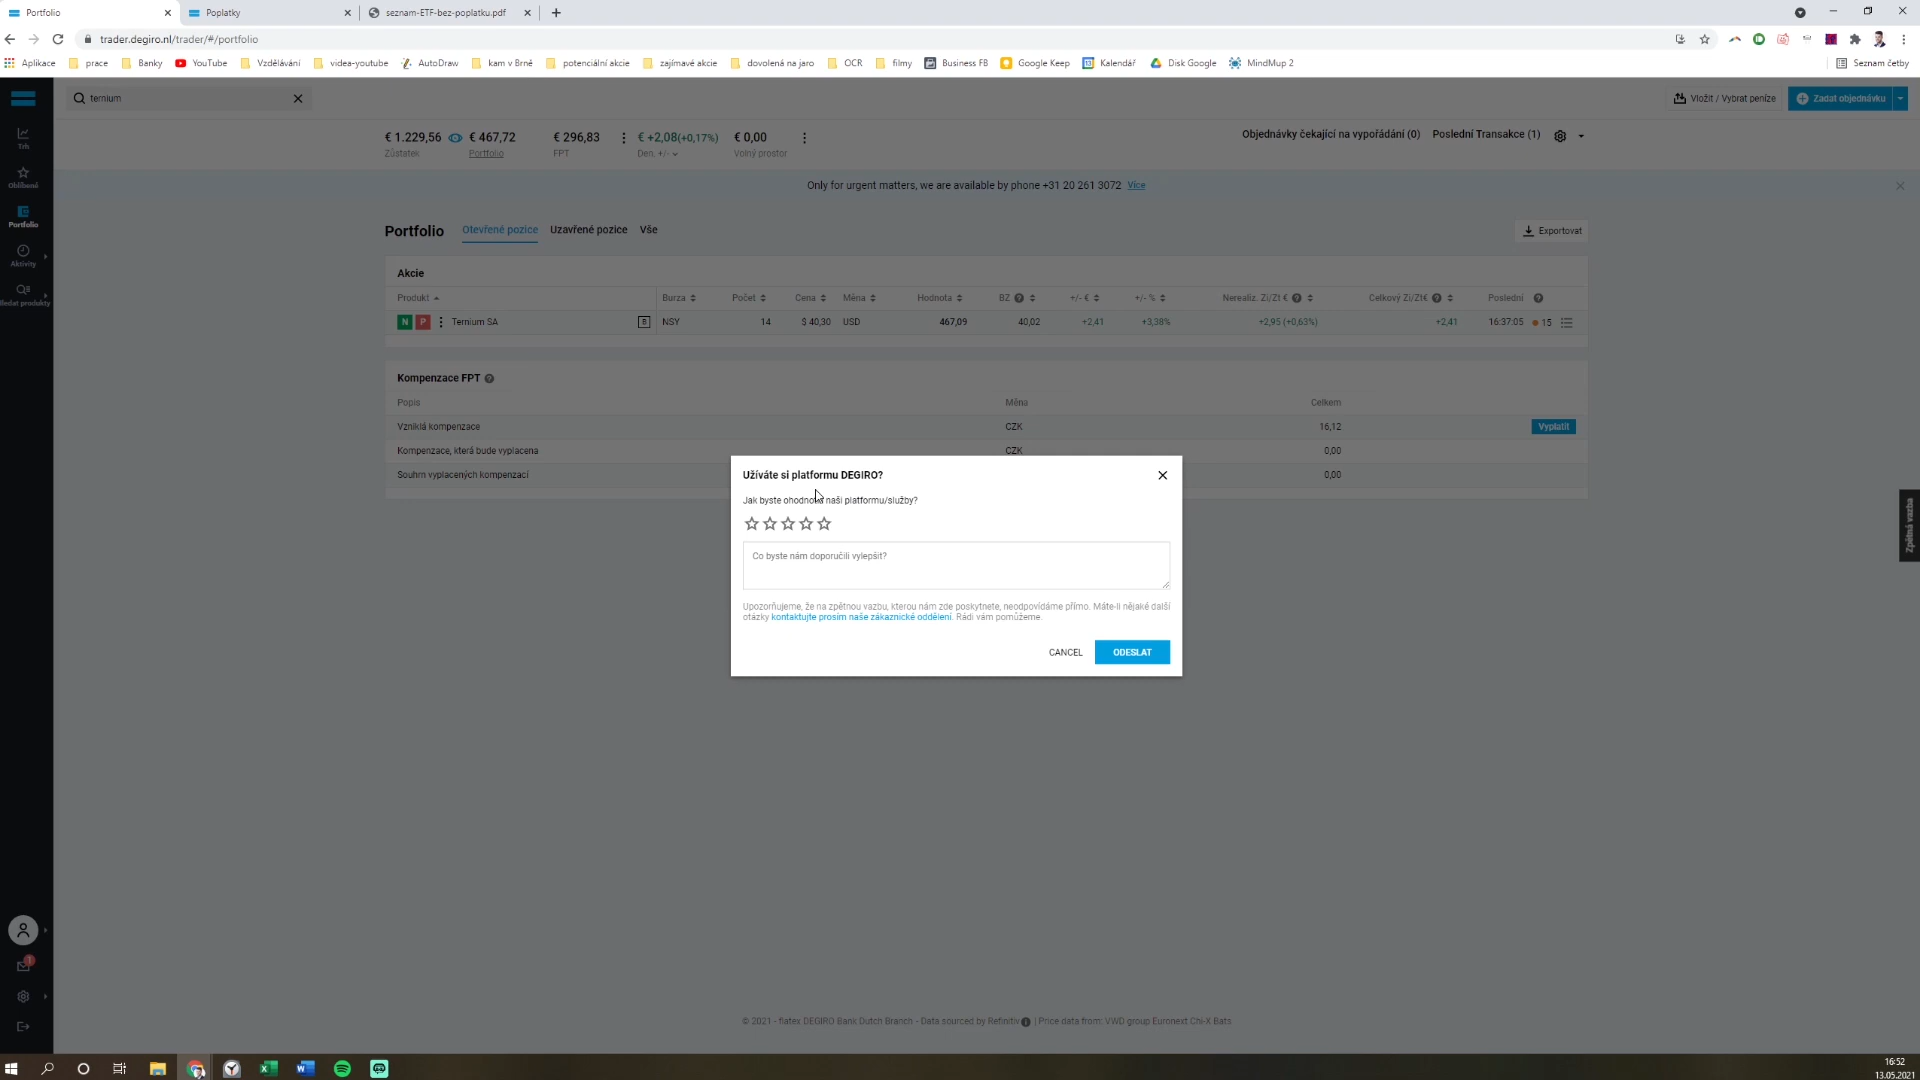 Portfolio
Poplatky
seznam-ETF-bez-poplatku.pdf
trader.degiro.nl/trader/#/portfolio
Aplikace prace Banky YouTube Vzdělávání videa-youtube AutoDraw kam v Brně potenciální akcie zajímavé akcie dovolená na jaro OCR filmy Business FB Google Keep Kalendář Disk Google MindMup 2 Seznam četby
ternium
Vložit / Vybrat peníze
Zadat objednávku
€ 1.229,56 € 467,72 € 296,83 € +2,08(+0,17%) € 0,00
Zůstatek Portfolio FPT Den. +/- Volný prostor
Objednávky čekající na vypořádání (0) Poslední Transakce (1)
Only for urgent matters, we are available by phone +31 20 261 3072 Více
Trh
Oblíbené
Portfolio
Aktivity
Hledat produkty
Portfolio Otevřené pozice Uzavřené pozice Vše
Exportovat
Akcie
Produkt Burza Počet Cena Měna Hodnota BZ +/- € +/- % Nerealiz. Zi/Zt € Celkový Zi/Zt€ Poslední
N P Ternium SA B NSY 14 $ 40,30 USD 467,09 40,02 +2,41 +3,38% +2,95 (+0,63%) +2,41 16:37:05 15
Kompenzace FPT
Popis Měna Celkem
Vzniklá kompenzace CZK 16,12 Vyplatit
Kompenzace, která bude vyplacena CZK 0,00
Souhrn vyplacených kompenzací 0,00
Užíváte si platformu DEGIRO?
Jak byste ohodnotili naši platformu/služby?
Co byste nám doporučili vylepšit?
Upozorňujeme, že na zpětnou vazbu, kterou nám zde poskytnete, neodpovídáme přímo. Máte-li nějaké další
otázky kontaktujte prosím naše zákaznické oddělení. Rádi vám pomůžeme.
CANCEL ODESLAT
Zpětná vazba
1
© 2021 - flatex DEGIRO Bank Dutch Branch - Data sourced by Refinitiv | Price data from: VWD group Euronext Chi-X Bats
16:52
13.05.2021